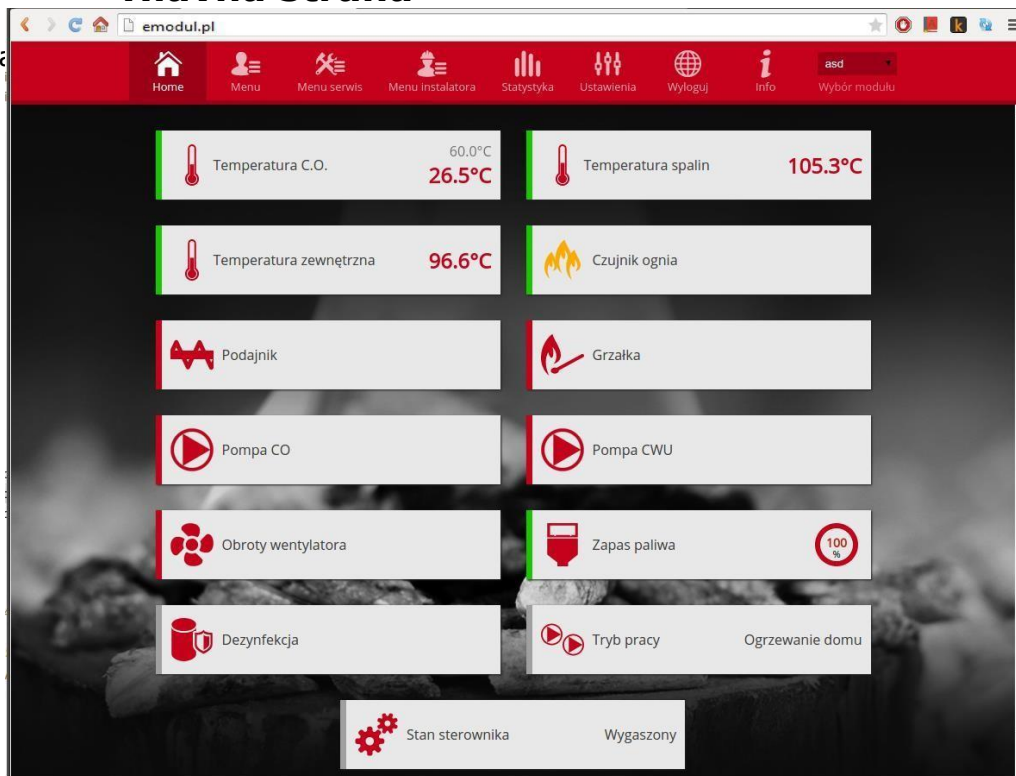 emodul.pl
Home
Menu
Menu serwis
Menu instalatora
Statystyka
Ustawienia
Wyloguj
Info
asd
Wybór modułu
Temperatura C.O.
60.0°C
26.5°C
Temperatura spalin
105.3°C
Temperatura zewnętrzna
96.6°C
Czujnik ognia
Podajnik
Grzałka
Pompa CO
Pompa CWU
Obroty wentylatora
Zapas paliwa
100
%
Dezynfekcja
Tryb pracy
Ogrzewanie domu
Stan sterownika
Wygaszony